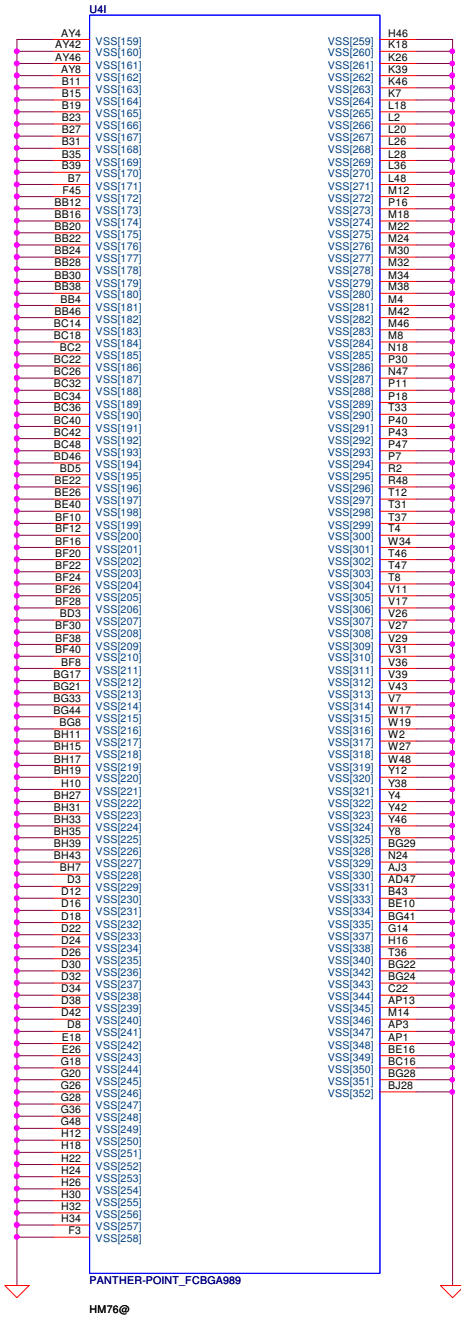 U4I
AY4 VSS[159] VSS[259] H46
AY42 VSS[160] VSS[260] K18
AY46 VSS[161] VSS[261] K26
AY8 VSS[162] VSS[262] K39
B11 VSS[163] VSS[263] K46
B15 VSS[164] VSS[264] K7
B19 VSS[165] VSS[265] L18
B23 VSS[166] VSS[266] L2
B27 VSS[167] VSS[267] L20
B31 VSS[168] VSS[268] L26
B35 VSS[169] VSS[269] L28
B39 VSS[170] VSS[270] L36
B7 VSS[171] VSS[271] L48
F45 VSS[172] VSS[272] M12
BB12 VSS[173] VSS[273] P16
BB16 VSS[174] VSS[274] M18
BB20 VSS[175] VSS[275] M22
BB22 VSS[176] VSS[276] M24
BB24 VSS[177] VSS[277] M30
BB28 VSS[178] VSS[278] M32
BB30 VSS[179] VSS[279] M34
BB38 VSS[180] VSS[280] M38
BB4 VSS[181] VSS[281] M4
BB46 VSS[182] VSS[282] M42
BC14 VSS[183] VSS[283] M46
BC18 VSS[184] VSS[284] M8
BC2 VSS[185] VSS[285] N18
BC22 VSS[186] VSS[286] P30
BC26 VSS[187] VSS[287] N47
BC32 VSS[188] VSS[288] P11
BC34 VSS[189] VSS[289] P18
BC36 VSS[190] VSS[290] T33
BC40 VSS[191] VSS[291] P40
BC42 VSS[192] VSS[292] P43
BC48 VSS[193] VSS[293] P47
BD46 VSS[194] VSS[294] P7
BD5 VSS[195] VSS[295] R2
BE22 VSS[196] VSS[296] R48
BE26 VSS[197] VSS[297] T12
BE40 VSS[198] VSS[298] T31
BF10 VSS[199] VSS[299] T37
BF12 VSS[200] VSS[300] T4
BF16 VSS[201] VSS[301] W34
BF20 VSS[202] VSS[302] T46
BF22 VSS[203] VSS[303] T47
BF24 VSS[204] VSS[304] T8
BF26 VSS[205] VSS[305] V11
BF28 VSS[206] VSS[306] V17
BD3 VSS[207] VSS[307] V26
BF30 VSS[208] VSS[308] V27
BF38 VSS[209] VSS[309] V29
BF40 VSS[210] VSS[310] V31
BF8 VSS[211] VSS[311] V36
BG17 VSS[212] VSS[312] V39
BG21 VSS[213] VSS[313] V43
BG33 VSS[214] VSS[314] V7
BG44 VSS[215] VSS[315] W17
BG8 VSS[216] VSS[316] W19
BH11 VSS[217] VSS[317] W2
BH15 VSS[218] VSS[318] W27
BH17 VSS[219] VSS[319] W48
BH19 VSS[220] VSS[320] Y12
H10 VSS[221] VSS[321] Y38
BH27 VSS[222] VSS[322] Y4
BH31 VSS[223] VSS[323] Y42
BH33 VSS[224] VSS[324] Y46
BH35 VSS[225] VSS[325] Y8
BH39 VSS[226] VSS[328] BG29
BH43 VSS[227] VSS[329] N24
BH7 VSS[228] VSS[330] AJ3
D3 VSS[229] VSS[331] AD47
D12 VSS[230] VSS[333] B43
D16 VSS[231] VSS[334] BE10
D18 VSS[232] VSS[335] BG41
D22 VSS[233] VSS[337] G14
D24 VSS[234] VSS[338] H16
D26 VSS[235] VSS[340] T36
D30 VSS[236] VSS[342] BG22
D32 VSS[237] VSS[343] BG24
D34 VSS[238] VSS[344] C22
D38 VSS[239] VSS[345] AP13
D42 VSS[240] VSS[346] M14
D8 VSS[241] VSS[347] AP3
E18 VSS[242] VSS[348] AP1
E26 VSS[243] VSS[349] BE16
G18 VSS[244] VSS[350] BC16
G20 VSS[245] VSS[351] BG28
G26 VSS[246] VSS[352] BJ28
G28 VSS[247]
G36 VSS[248]
G48 VSS[249]
H12 VSS[250]
H18 VSS[251]
H22 VSS[252]
H24 VSS[253]
H26 VSS[254]
H30 VSS[255]
H32 VSS[256]
H34 VSS[257]
F3 VSS[258]
PANTHER-POINT_FCBGA989
HM76@